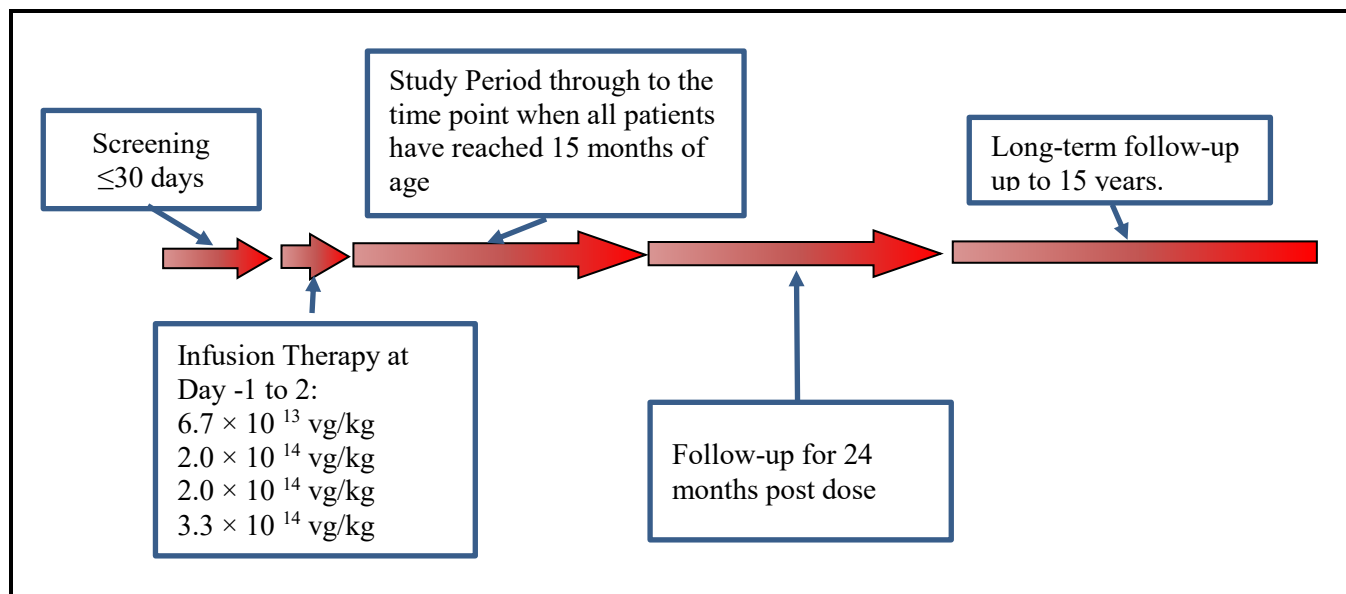 Screening
≤30 days
Study Period through to the
time point when all patients
have reached 15 months of
age
Long-term follow-up
up to 15 years.
Infusion Therapy at
Day -1 to 2:
6.7 × 10 ¹³ vg/kg
2.0 × 10 ¹⁴ vg/kg
2.0 × 10 ¹⁴ vg/kg
3.3 × 10 ¹⁴ vg/kg
Follow-up for 24
months post dose